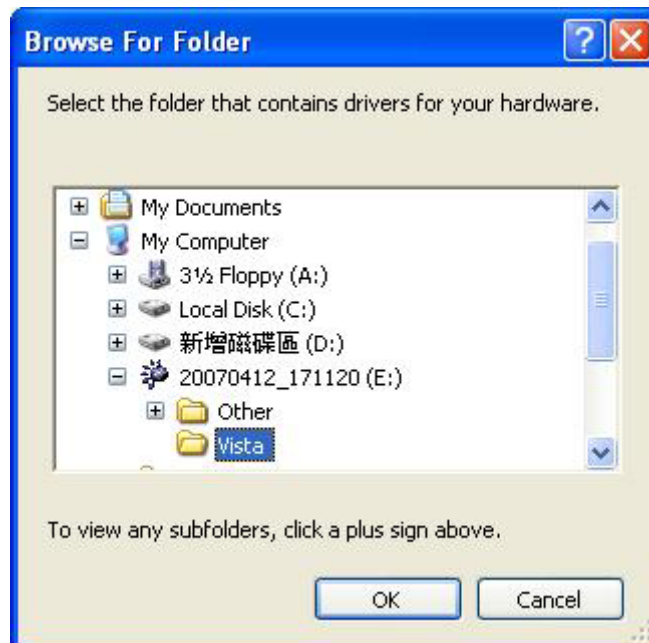 Browse For Folder
Select the folder that contains drivers for your hardware.
My Documents
My Computer
3½ Floppy (A:)
Local Disk (C:)
新增磁碟區 (D:)
20070412_171120 (E:)
Other
Vista
To view any subfolders, click a plus sign above.
OK
Cancel